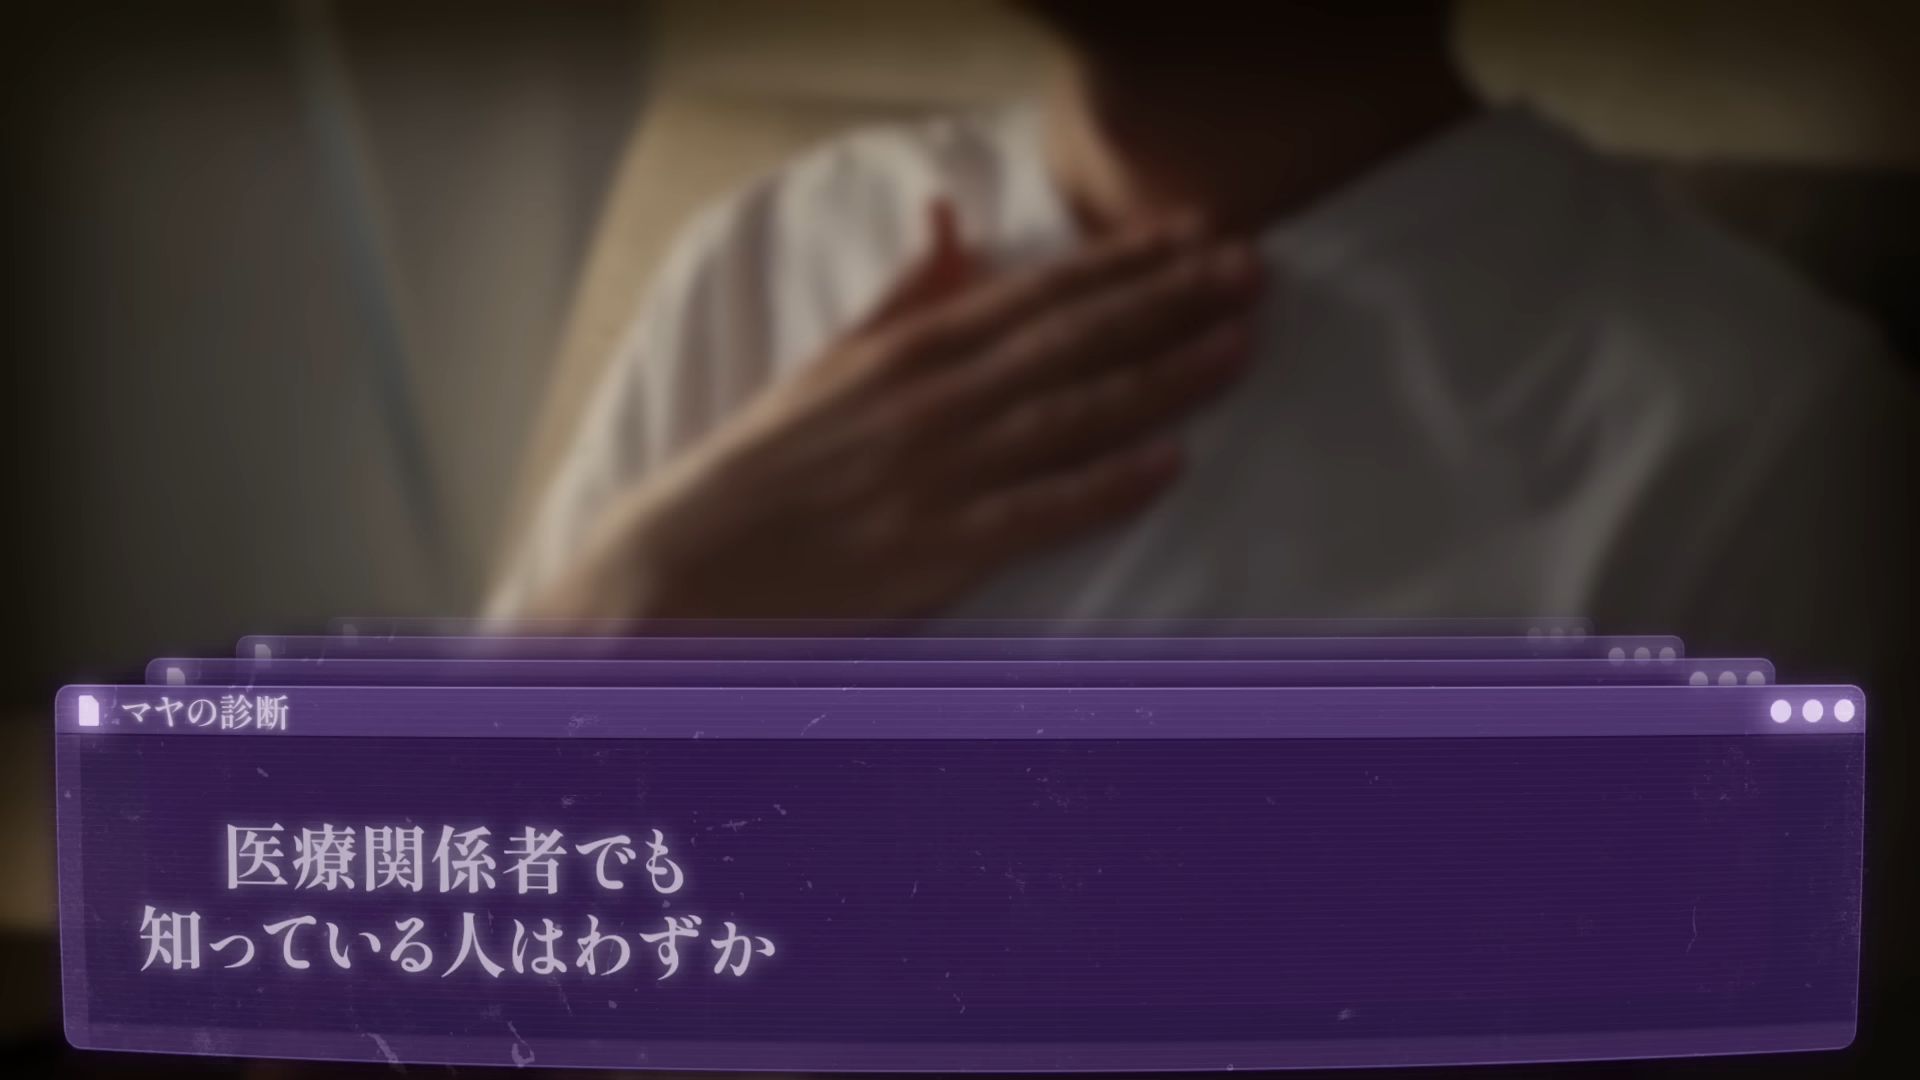 マヤの診断
医療関係者でも
知っている人はわずか